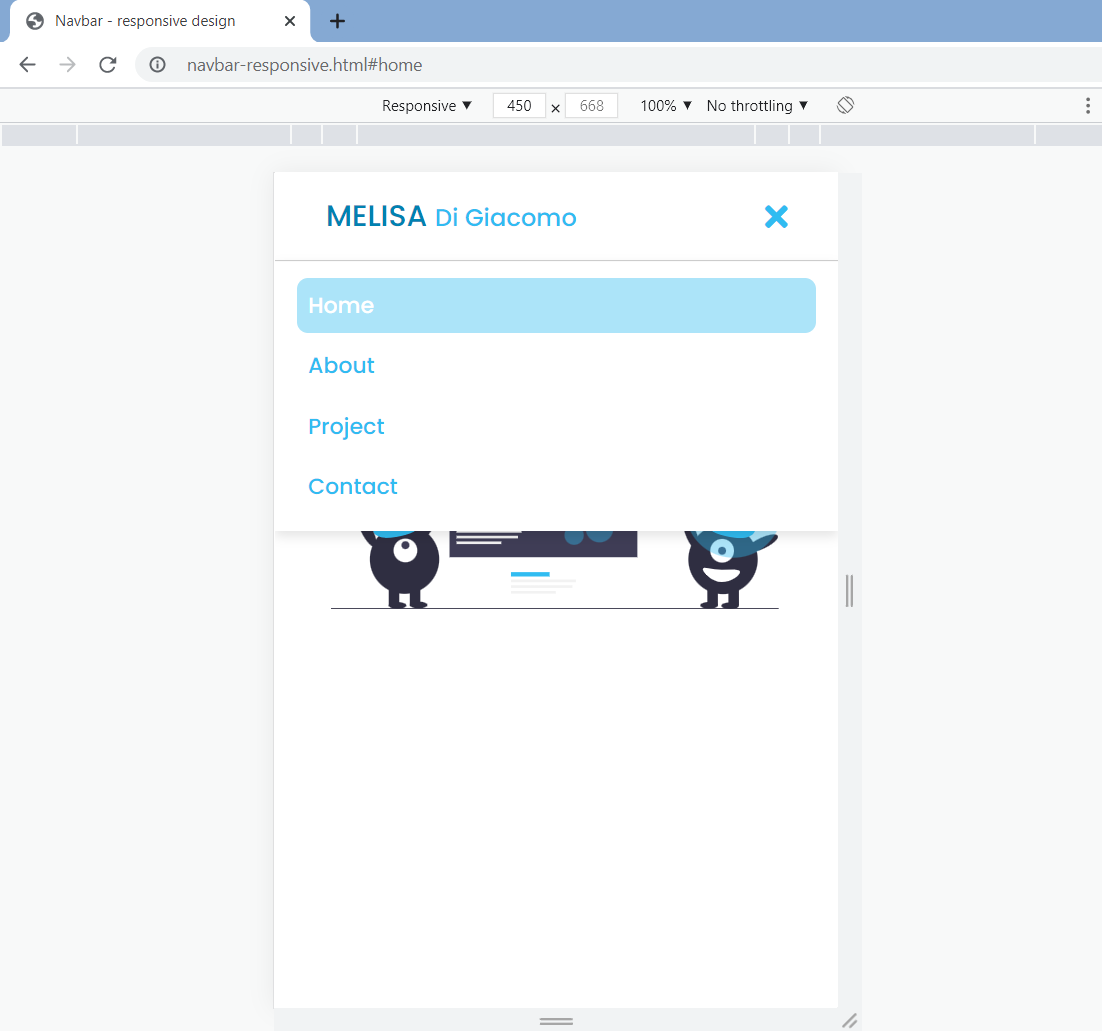 Navbar - responsive design
navbar-responsive.html#home
Responsive ▼ 450 × 668 100% ▼ No throttling ▼
MELISA Di Giacomo
Home
About
Project
Contact